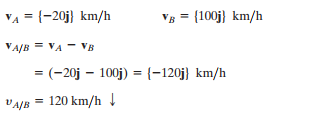 v_A = {−20j} km/h v_B = {100j} km/h
v_A/B = v_A − v_B
= (−20j − 100j) = {−120j} km/h
υ_A/B = 120 km/h ↓